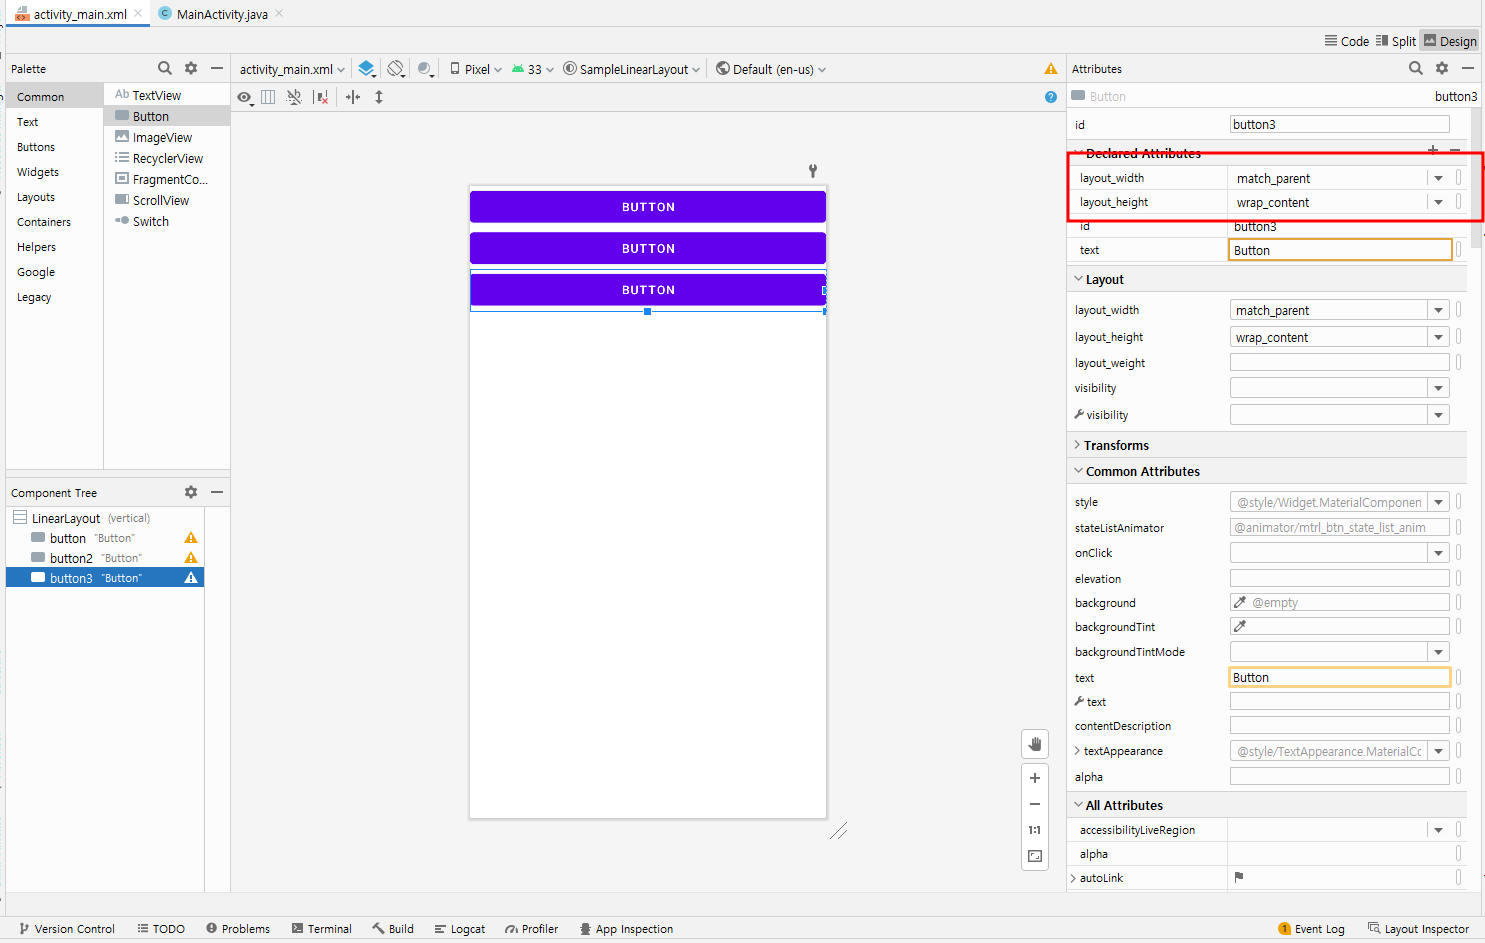 activity_main.xml
MainActivity.java
Code Split Design
Palette
activity_main.xml
Pixel
33
SampleLinearLayout
Default (en-us)
Attributes
Common
Text
Buttons
Widgets
Layouts
Containers
Helpers
Google
Legacy
Ab TextView
Button
ImageView
RecyclerView
FragmentCo...
ScrollView
Switch
Component Tree
LinearLayout (vertical)
button "Button"
button2 "Button"
button3 "Button"
BUTTON
BUTTON
BUTTON
1:1
Button button3
id button3
Declared Attributes
layout_width match_parent
layout_height wrap_content
id button3
text Button
Layout
layout_width match_parent
layout_height wrap_content
layout_weight
visibility
visibility
Transforms
Common Attributes
style @style/Widget.MaterialComponen
stateListAnimator @animator/mtrl_btn_state_list_anim
onClick
elevation
background @empty
backgroundTint
backgroundTintMode
text Button
text
contentDescription
textAppearance @style/TextAppearance.MaterialCc
alpha
All Attributes
accessibilityLiveRegion
alpha
autoLink
Version Control
TODO
Problems
Terminal
Build
Logcat
Profiler
App Inspection
1 Event Log
Layout Inspector